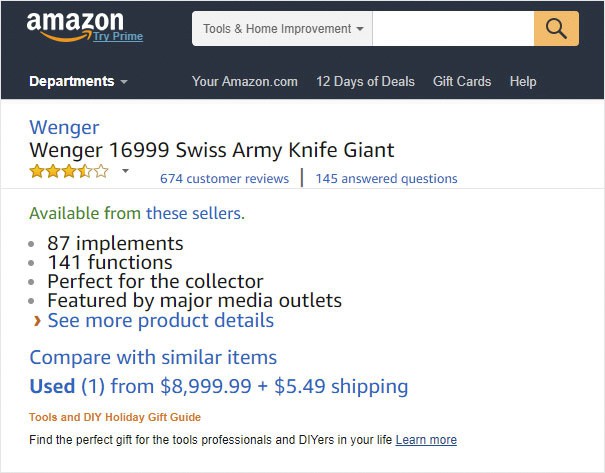 amazon
Try Prime
Tools & Home Improvement
Departments
Your Amazon.com 12 Days of Deals Gift Cards Help
Wenger
Wenger 16999 Swiss Army Knife Giant
674 customer reviews | 145 answered questions
Available from these sellers.
• 87 implements
• 141 functions
• Perfect for the collector
• Featured by major media outlets
› See more product details
Compare with similar items
Used (1) from $8,999.99 + $5.49 shipping
Tools and DIY Holiday Gift Guide
Find the perfect gift for the tools professionals and DIYers in your life Learn more